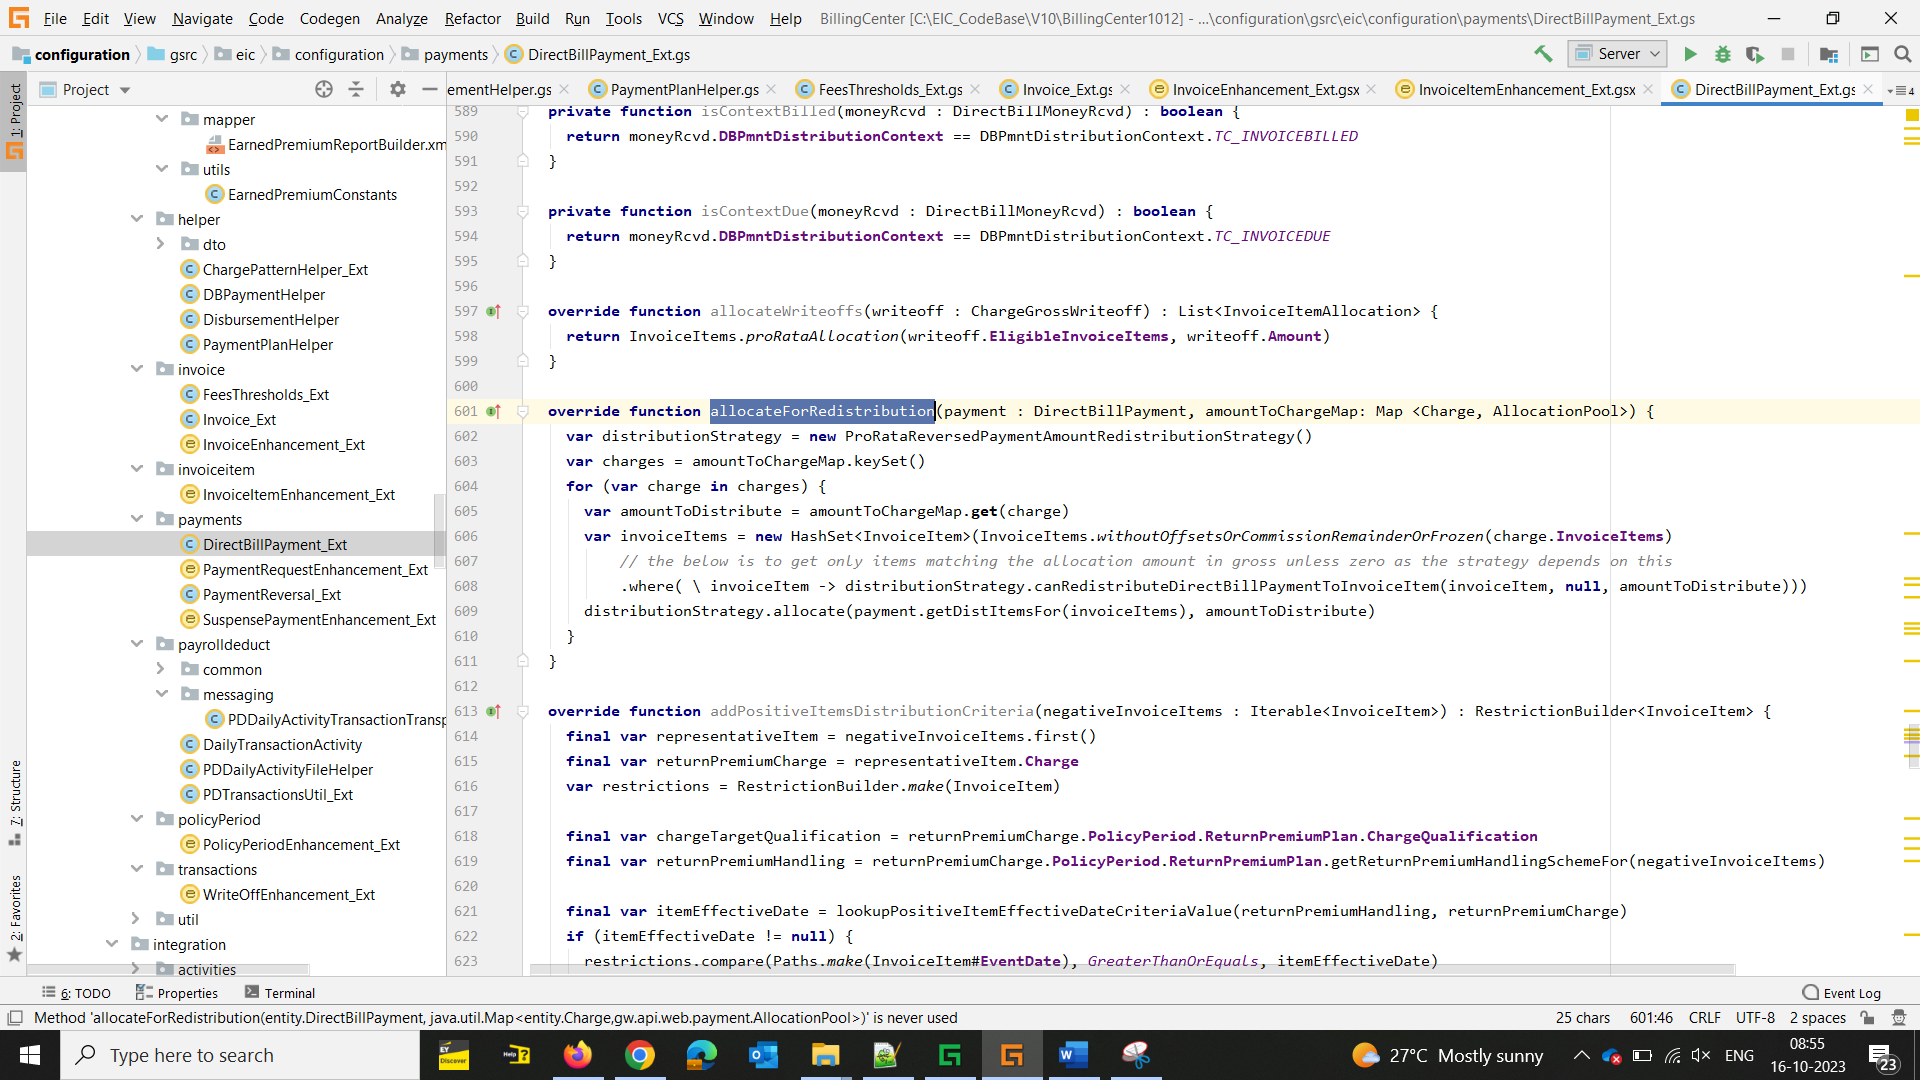 File Edit View Navigate Code Codegen Analyze Refactor Build Run Tools VCS Window Help BillingCenter [C:\EIC_CodeBase\V10\BillingCenter1012] - ...\configuration\gsrc\eic\configuration\payments\DirectBillPayment_Ext.gs
configuration gsrc eic configuration payments DirectBillPayment_Ext.gs Server
Project ementHelper.gs PaymentPlanHelper.gs FeesThresholds_Ext.gs Invoice_Ext.gs InvoiceEnhancement_Ext.gsx InvoiceItemEnhancement_Ext.gsx DirectBillPayment_Ext.gs 4
1: Project
7: Structure
2: Favorites
mapper
EarnedPremiumReportBuilder.xm
utils
EarnedPremiumConstants
helper
dto
ChargePatternHelper_Ext
DBPaymentHelper
DisbursementHelper
PaymentPlanHelper
invoice
FeesThresholds_Ext
Invoice_Ext
InvoiceEnhancement_Ext
invoiceitem
InvoiceItemEnhancement_Ext
payments
DirectBillPayment_Ext
PaymentRequestEnhancement_Ext
PaymentReversal_Ext
SuspensePaymentEnhancement_Ext
payrolldeduct
common
messaging
PDDailyActivityTransactionTransp
DailyTransactionActivity
PDDailyActivityFileHelper
PDTransactionsUtil_Ext
policyPeriod
PolicyPeriodEnhancement_Ext
transactions
WriteOffEnhancement_Ext
util
integration
activities
589 private function isContextBilled(moneyRcvd : DirectBillMoneyRcvd) : boolean {
590 return moneyRcvd.DBPmntDistributionContext == DBPmntDistributionContext.TC_INVOICEBILLED
591 }
592
593 private function isContextDue(moneyRcvd : DirectBillMoneyRcvd) : boolean {
594 return moneyRcvd.DBPmntDistributionContext == DBPmntDistributionContext.TC_INVOICEDUE
595 }
596
597 override function allocateWriteoffs(writeoff : ChargeGrossWriteoff) : List<InvoiceItemAllocation> {
598 return InvoiceItems.proRataAllocation(writeoff.EligibleInvoiceItems, writeoff.Amount)
599 }
600
601 override function allocateForRedistribution(payment : DirectBillPayment, amountToChargeMap: Map <Charge, AllocationPool>) {
602 var distributionStrategy = new ProRataReversedPaymentAmountRedistributionStrategy()
603 var charges = amountToChargeMap.keySet()
604 for (var charge in charges) {
605 var amountToDistribute = amountToChargeMap.get(charge)
606 var invoiceItems = new HashSet<InvoiceItem>(InvoiceItems.withoutOffsetsOrCommissionRemainderOrFrozen(charge.InvoiceItems)
607 // the below is to get only items matching the allocation amount in gross unless zero as the strategy depends on this
608 .where( \ invoiceItem -> distributionStrategy.canRedistributeDirectBillPaymentToInvoiceItem(invoiceItem, null, amountToDistribute)))
609 distributionStrategy.allocate(payment.getDistItemsFor(invoiceItems), amountToDistribute)
610 }
611 }
612
613 override function addPositiveItemsDistributionCriteria(negativeInvoiceItems : Iterable<InvoiceItem>) : RestrictionBuilder<InvoiceItem> {
614 final var representativeItem = negativeInvoiceItems.first()
615 final var returnPremiumCharge = representativeItem.Charge
616 var restrictions = RestrictionBuilder.make(InvoiceItem)
617
618 final var chargeTargetQualification = returnPremiumCharge.PolicyPeriod.ReturnPremiumPlan.ChargeQualification
619 final var returnPremiumHandling = returnPremiumCharge.PolicyPeriod.ReturnPremiumPlan.getReturnPremiumHandlingSchemeFor(negativeInvoiceItems)
620
621 final var itemEffectiveDate = lookupPositiveItemEffectiveDateCriteriaValue(returnPremiumHandling, returnPremiumCharge)
622 if (itemEffectiveDate != null) {
623 restrictions.compare(Paths.make(InvoiceItem#EventDate), GreaterThanOrEquals, itemEffectiveDate)
6: TODO Properties Terminal Event Log
Method 'allocateForRedistribution(entity.DirectBillPayment, java.util.Map<entity.Charge,gw.api.web.payment.AllocationPool>)' is never used 25 chars 601:46 CRLF UTF-8 2 spaces
Type here to search EY Discover Help? 27°C Mostly sunny ENG 08:55 16-10-2023 23